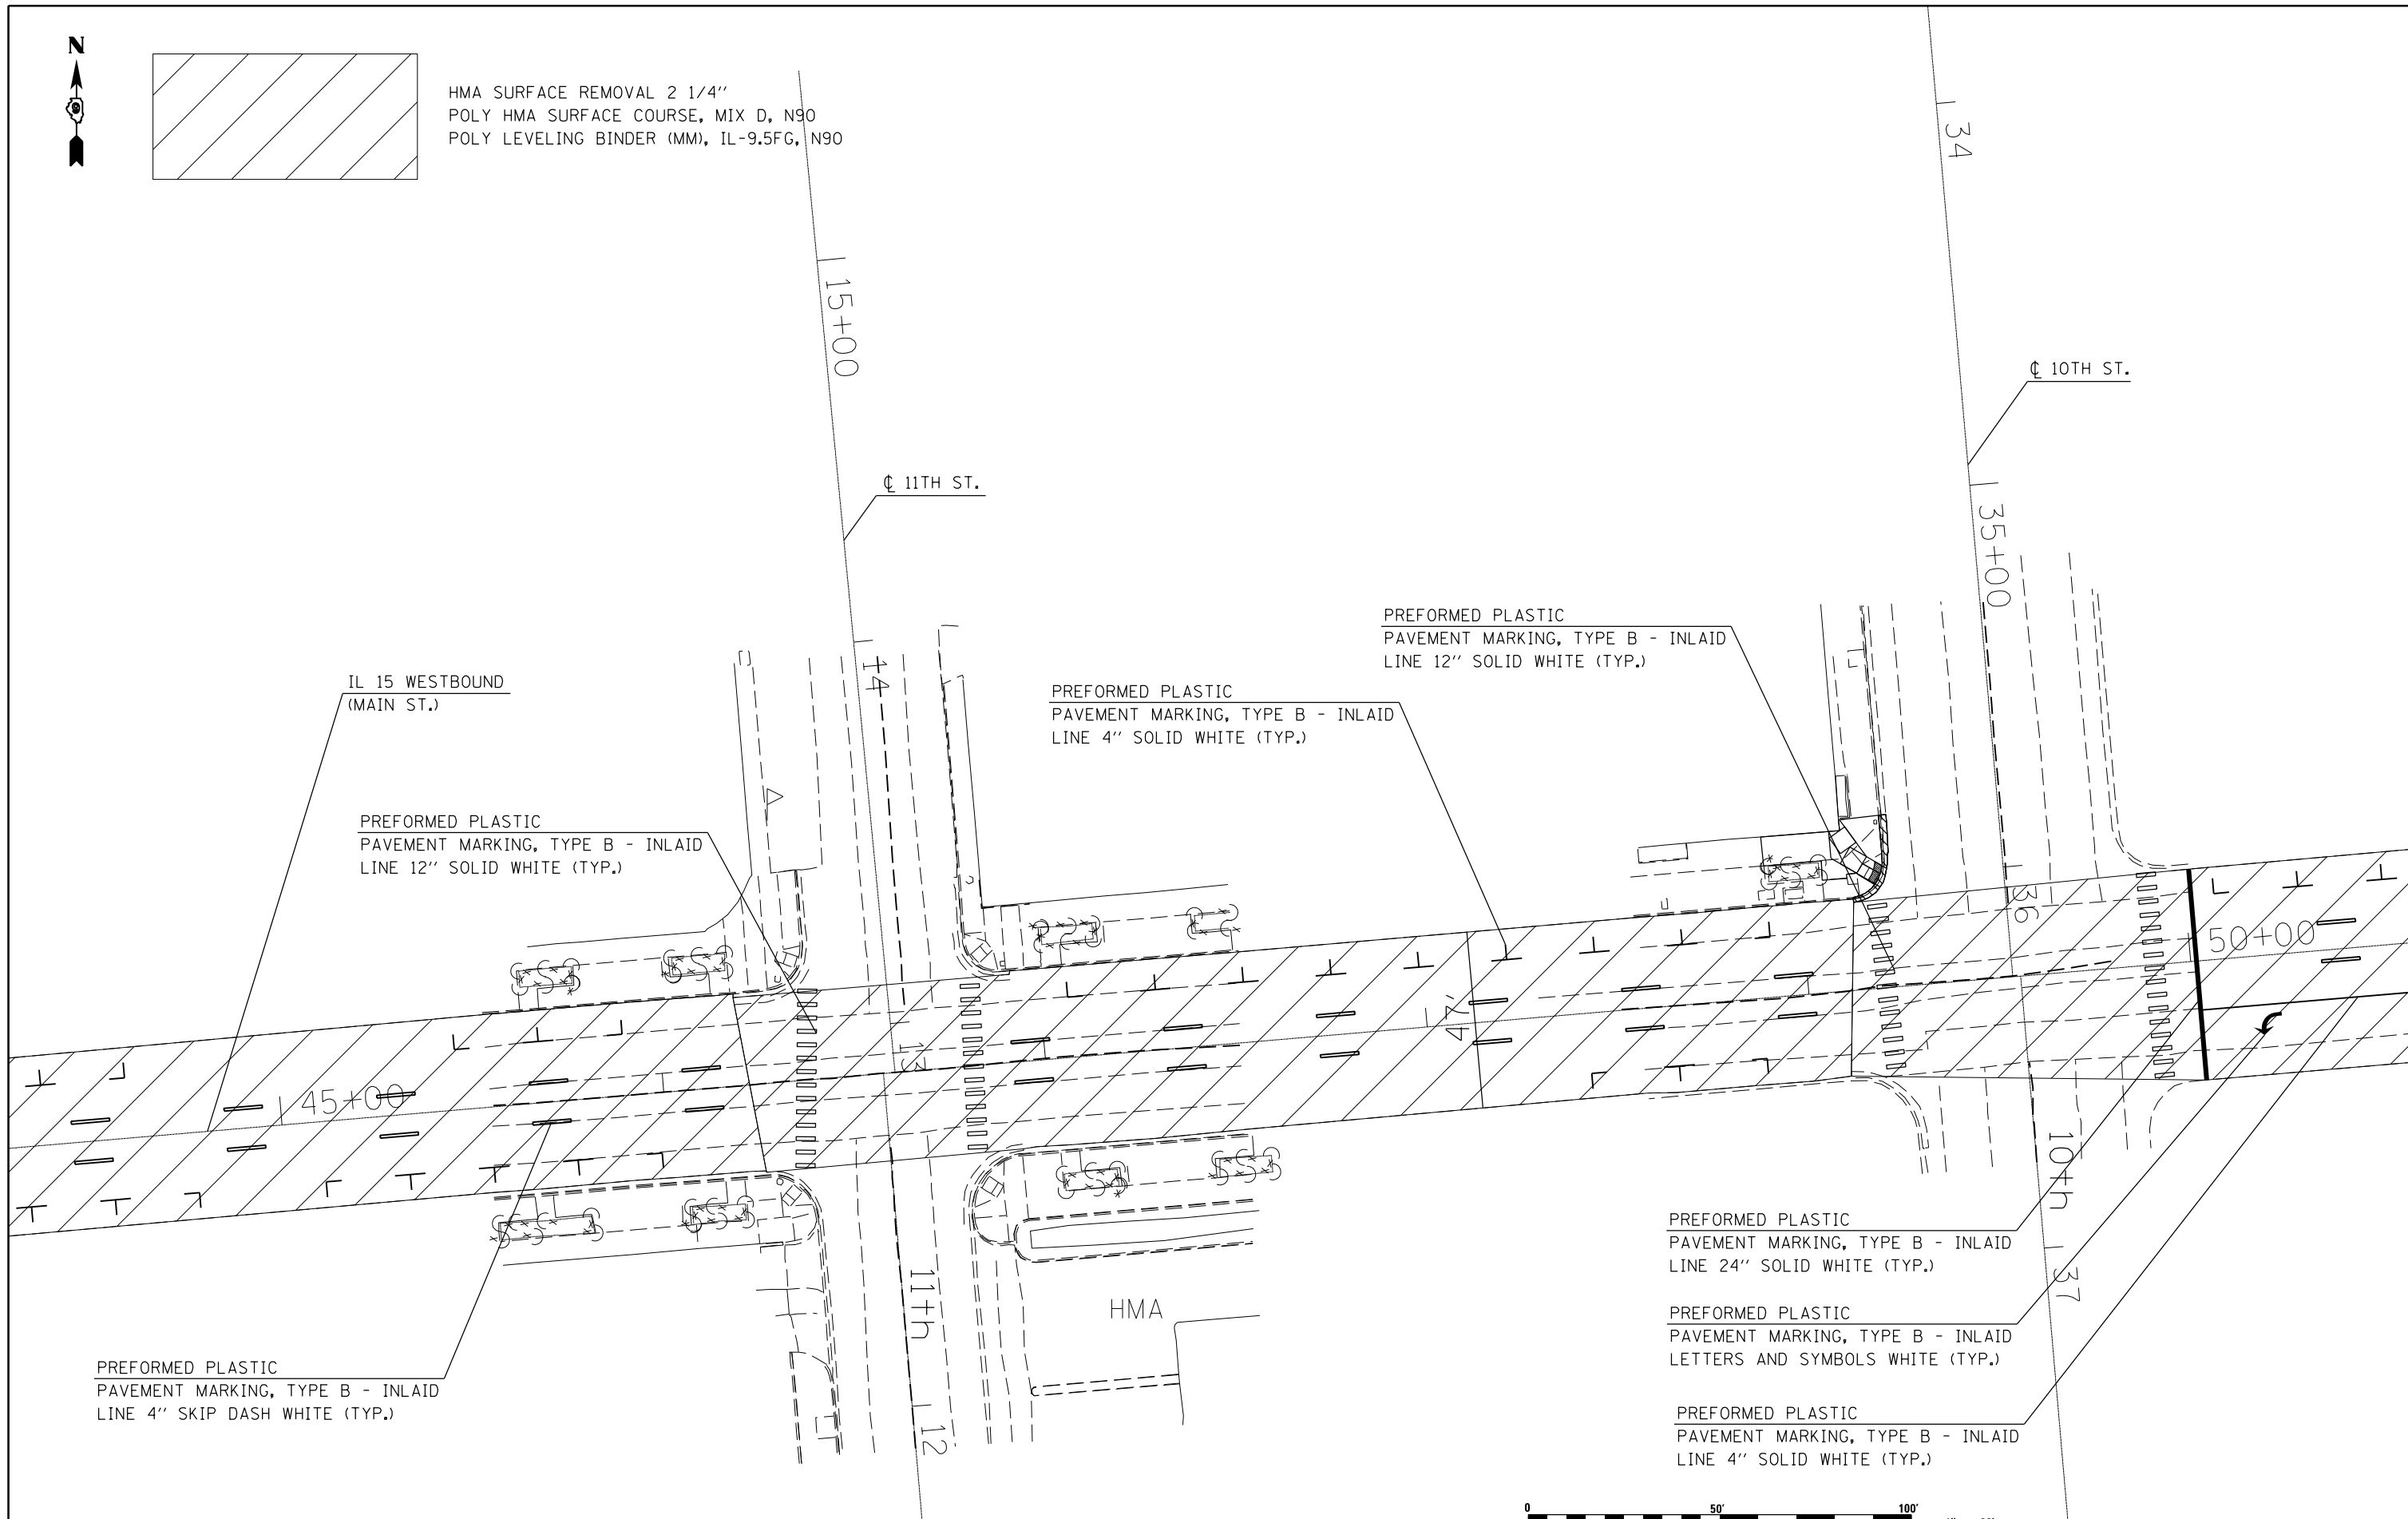 N
HMA SURFACE REMOVAL 2 1/4"
POLY HMA SURFACE COURSE, MIX D, N90
POLY LEVELING BINDER (MM), IL-9.5FG, N90
34
15+00
℄ 10TH ST.
℄ 11TH ST.
35+00
PREFORMED PLASTIC
PAVEMENT MARKING, TYPE B - INLAID
LINE 12" SOLID WHITE (TYP.)
IL 15 WESTBOUND
(MAIN ST.)
14
PREFORMED PLASTIC
PAVEMENT MARKING, TYPE B - INLAID
LINE 4" SOLID WHITE (TYP.)
PREFORMED PLASTIC
PAVEMENT MARKING, TYPE B - INLAID
LINE 12" SOLID WHITE (TYP.)
36
50+00
47'
13
45+00
10th
PREFORMED PLASTIC
PAVEMENT MARKING, TYPE B - INLAID
LINE 24" SOLID WHITE (TYP.)
37
11th
HMA
PREFORMED PLASTIC
PAVEMENT MARKING, TYPE B - INLAID
LETTERS AND SYMBOLS WHITE (TYP.)
PREFORMED PLASTIC
PAVEMENT MARKING, TYPE B - INLAID
LINE 4" SKIP DASH WHITE (TYP.)
12
PREFORMED PLASTIC
PAVEMENT MARKING, TYPE B - INLAID
LINE 4" SOLID WHITE (TYP.)
0 50' 100'